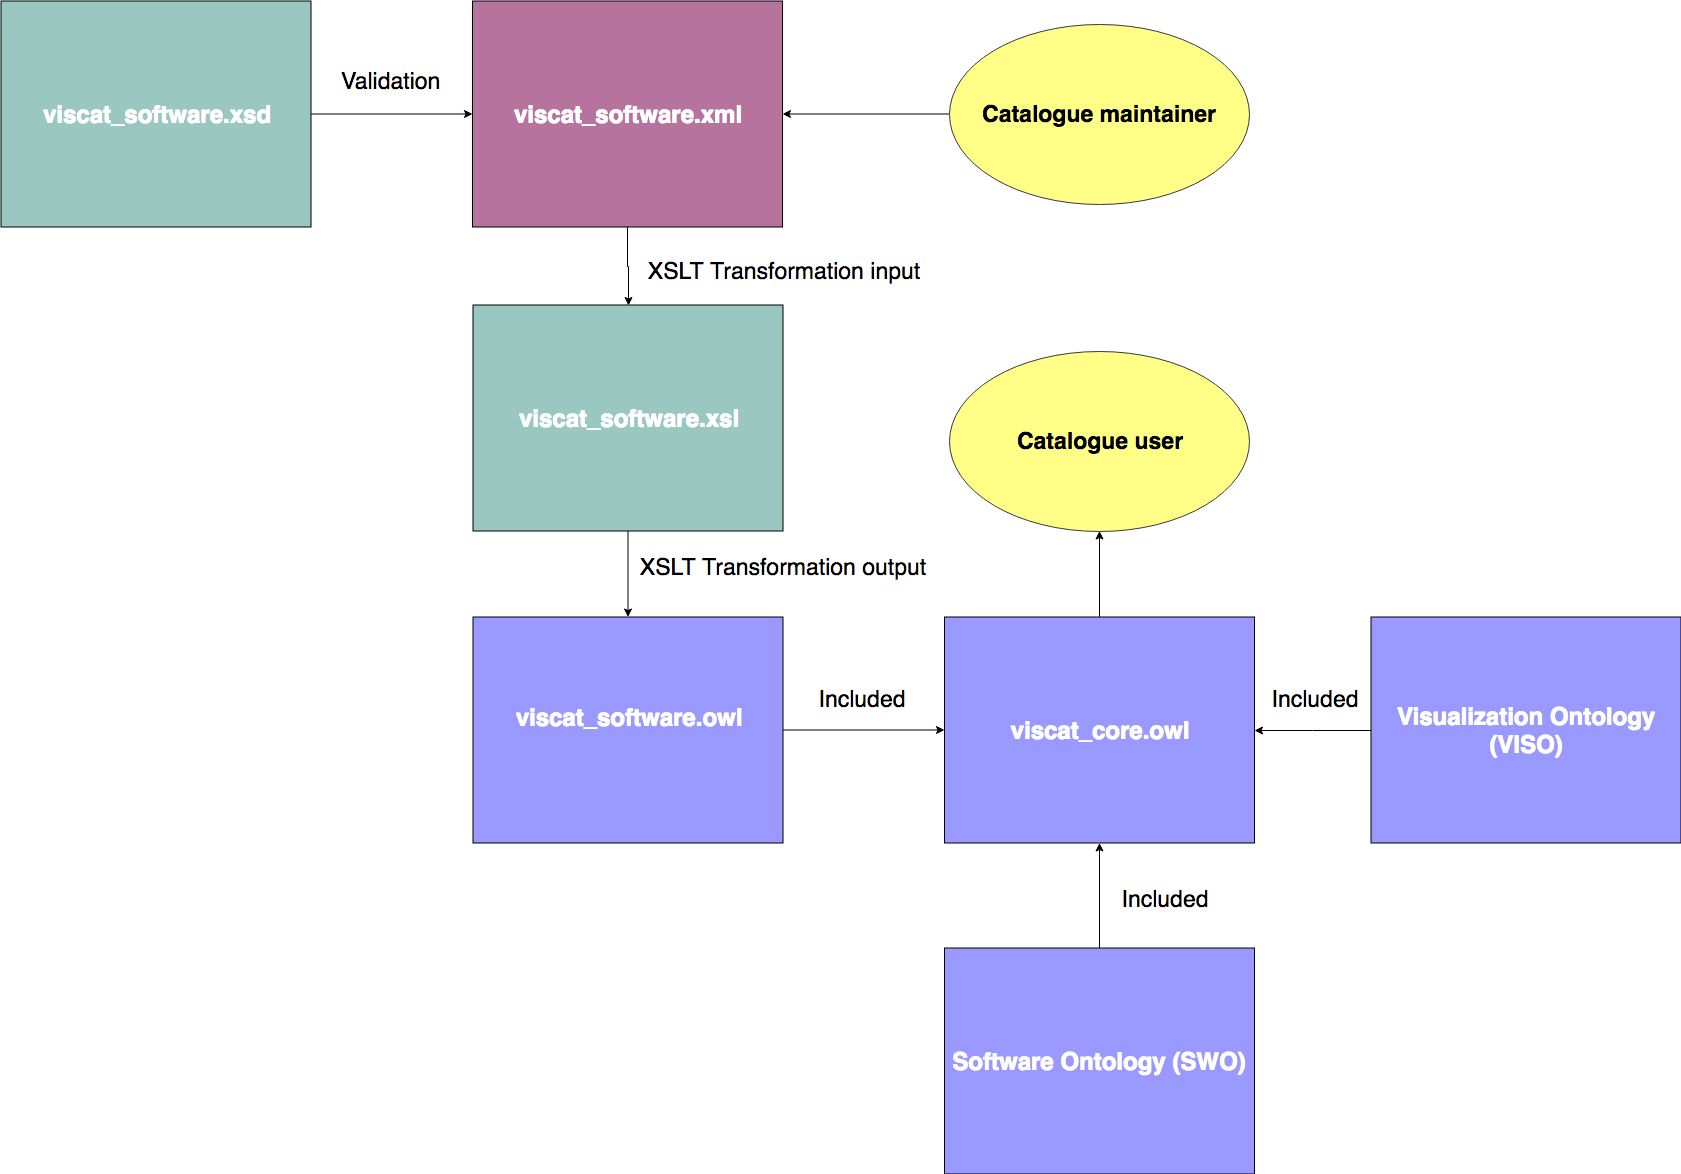 viscat_software.xsd
Validation
viscat_software.xml
Catalogue maintainer
XSLT Transformation input
viscat_software.xsl
Catalogue user
XSLT Transformation output
viscat_software.owl
Included
viscat_core.owl
Included
Visualization Ontology
(VISO)
Included
Software Ontology (SWO)